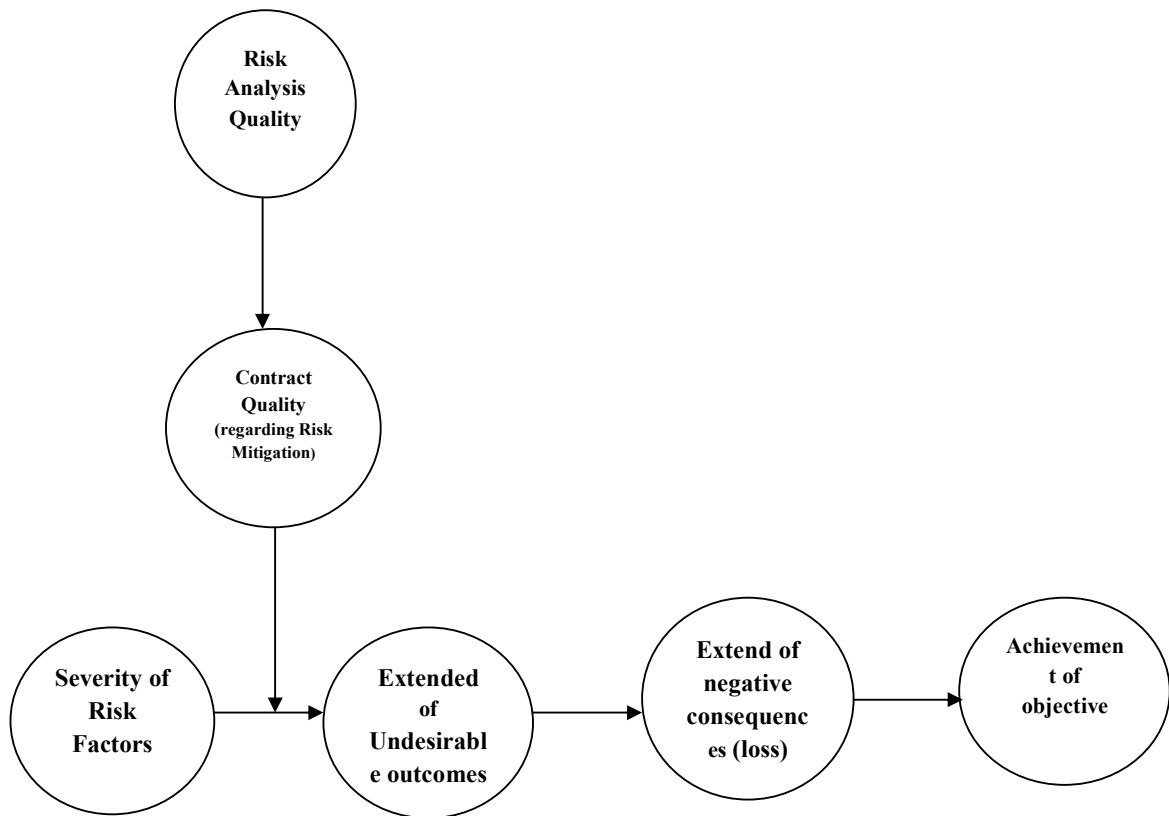 Risk
Analysis
Quality
Contract
Quality
(regarding Risk
Mitigation)
Severity of
Risk
Factors
Extended
of
Undesirabl
e outcomes
Extend of
negative
consequenc
es (loss)
Achievemen
t of
objective